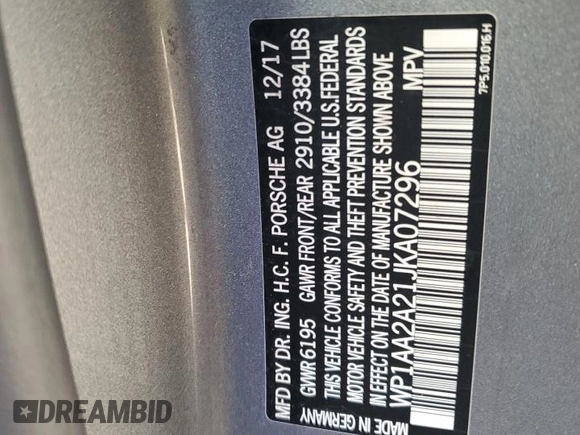 MFD BY DR. ING. H.C. F. PORSCHE AG 12/17
GVWR 6195 GAWR FRONT/REAR 2910/3384 LBS
THIS VEHICLE CONFORMS TO ALL APPLICABLE U.S.FEDERAL
MOTOR VEHICLE SAFETY AND THEFT PREVENTION STANDARDS
IN EFFECT ON THE DATE OF MANUFACTURE SHOWN ABOVE
WP1AA2A21JKA07296 MPV
MADE IN GERMANY
7P5.010.016.H
DREAMBID